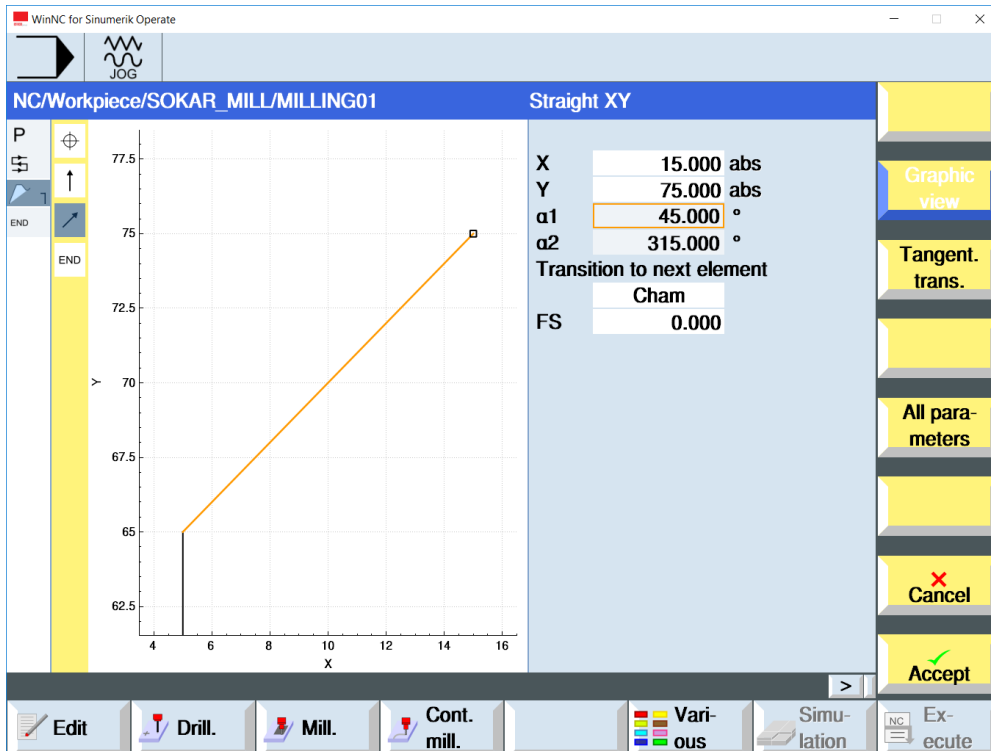 WinNC for Sinumerik Operate
JOG
NC/Workpiece/SOKAR_MILL/MILLING01
Straight XY
P
END
END
77.5
75
72.5
70
67.5
65
62.5
Y
4
6
8
10
12
14
16
X
X 15.000 abs
Y 75.000 abs
α1 45.000 °
α2 315.000 °
Transition to next element
Cham
FS 0.000
Graphic
view
Tangent.
trans.
All para-
meters
Cancel
Accept
>
Edit
Drill.
Mill.
Cont.
mill.
Vari-
ous
Simu-
lation
NC
Ex-
ecute